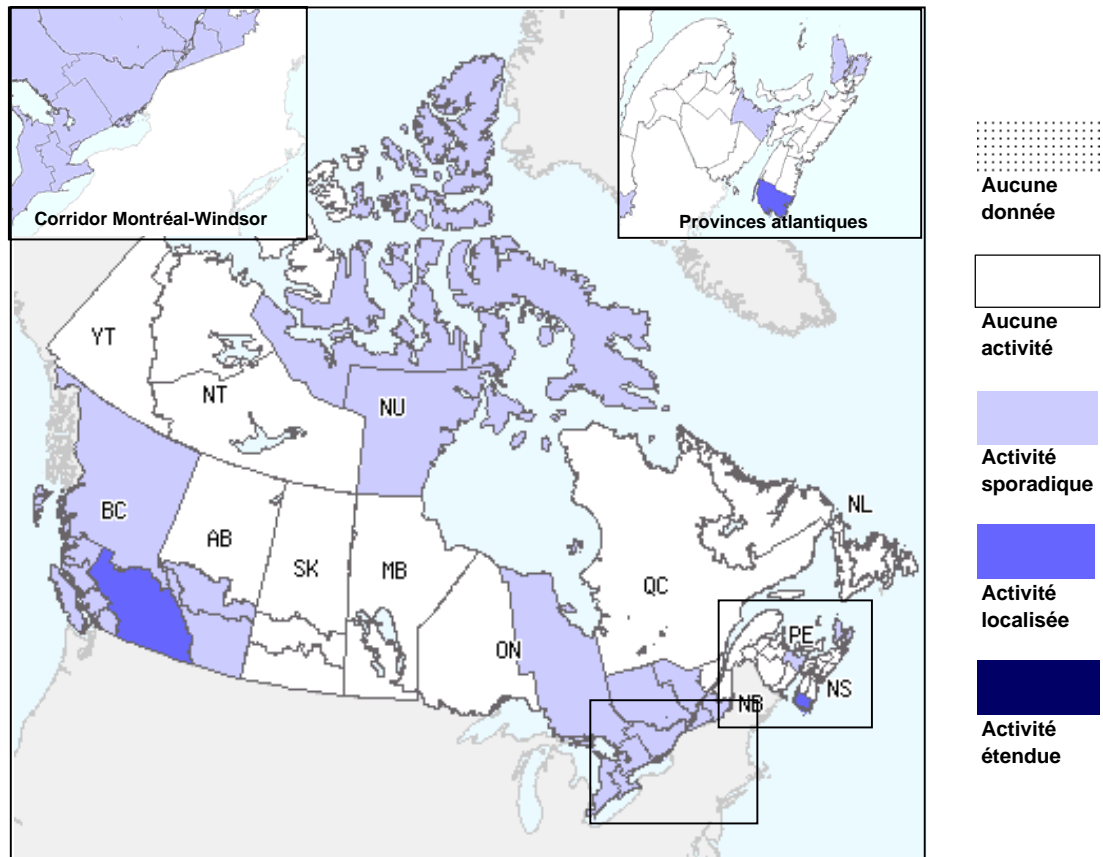 Corridor Montréal-Windsor
Provinces atlantiques
YT
NT
NU
BC
AB
SK
MB
ON
QC
NL
PE
NS
NB
Aucune
donnée
Aucune
activité
Activité
sporadique
Activité
localisée
Activité
étendue